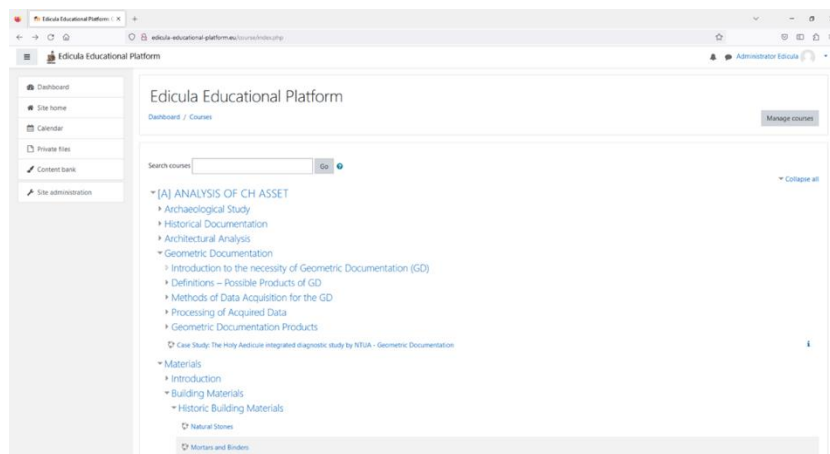 Edicula Educational Platform: C
edicula-educational-platform.eu/course/index.php
Edicula Educational Platform
Administrator Edicula
Dashboard
Site home
Calendar
Private files
Content bank
Site administration
Edicula Educational Platform
Dashboard / Courses
Manage courses
Search courses
Go
Collapse all
[A] ANALYSIS OF CH ASSET
Archaeological Study
Historical Documentation
Architectural Analysis
Geometric Documentation
Introduction to the necessity of Geometric Documentation (GD)
Definitions – Possible Products of GD
Methods of Data Acquisition for the GD
Processing of Acquired Data
Geometric Documentation Products
Case Study: The Holy Aedicule integrated diagnostic study by NTUA - Geometric Documentation
Materials
Introduction
Building Materials
Historic Building Materials
Natural Stones
Mortars and Binders